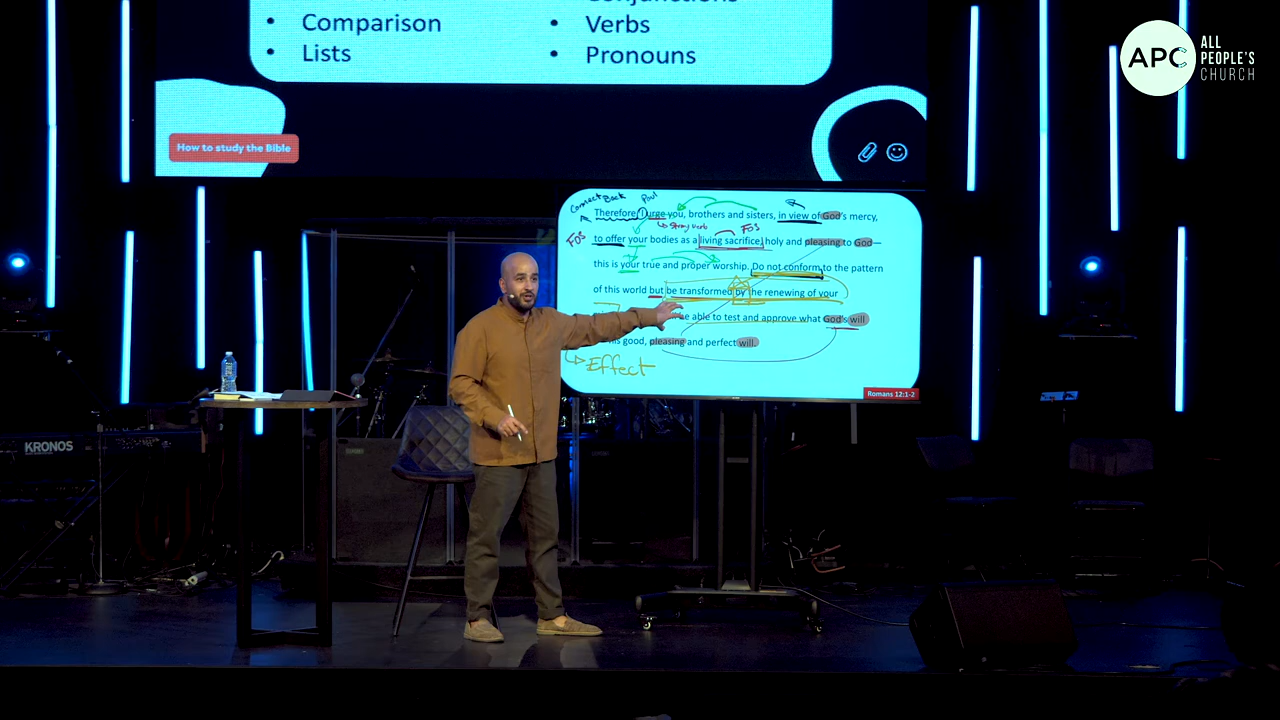 Conjunctions
• Comparison
• Verbs
• Lists
• Pronouns
APC
ALL
PEOPLE'S
CHURCH
How to study the Bible
Connect Back
Paul
Therefore, I urge you, brothers and sisters, in view of God's mercy,
strong verb
FOS
FOS
to offer your bodies as a living sacrifice, holy and pleasing to God—
this is your true and proper worship. Do not conform to the pattern
of this world but be transformed by the renewing of your
be able to test and approve what God's will
his good, pleasing and perfect will.
Effect
Romans 12:1-2
KRONOS